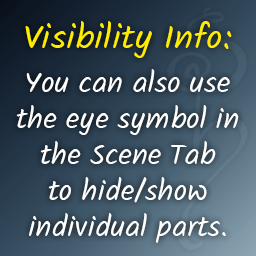 Visibility Info:
You can also use
the eye symbol in
the Scene Tab
to hide/show
individual parts.